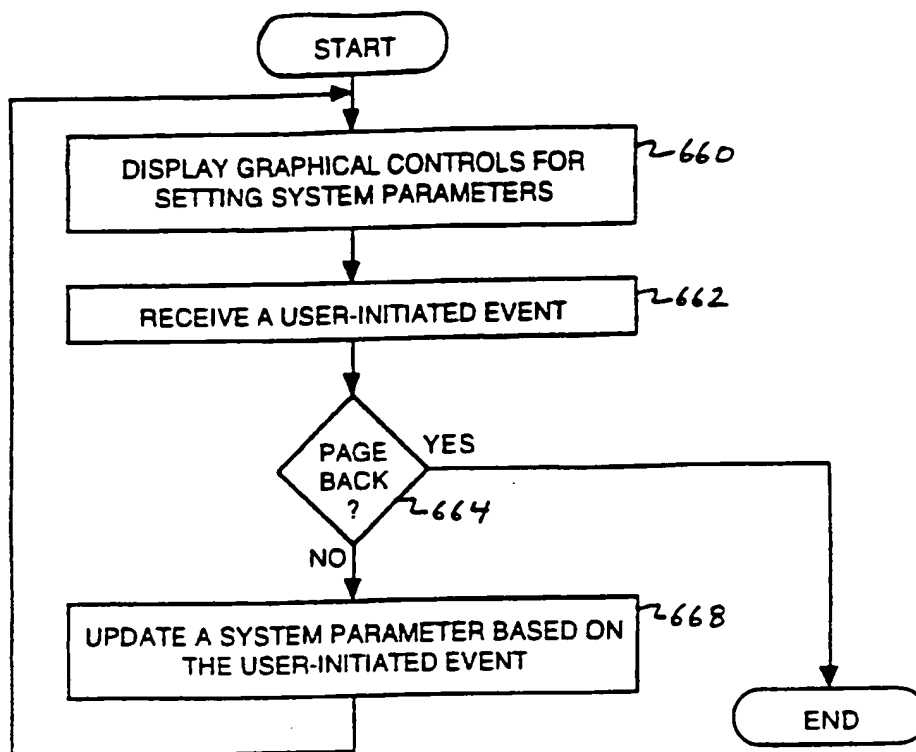 START
DISPLAY GRAPHICAL CONTROLS FOR
SETTING SYSTEM PARAMETERS
660
RECEIVE A USER-INITIATED EVENT
662
PAGE
BACK
?
YES
664
NO
UPDATE A SYSTEM PARAMETER BASED ON
THE USER-INITIATED EVENT
668
END